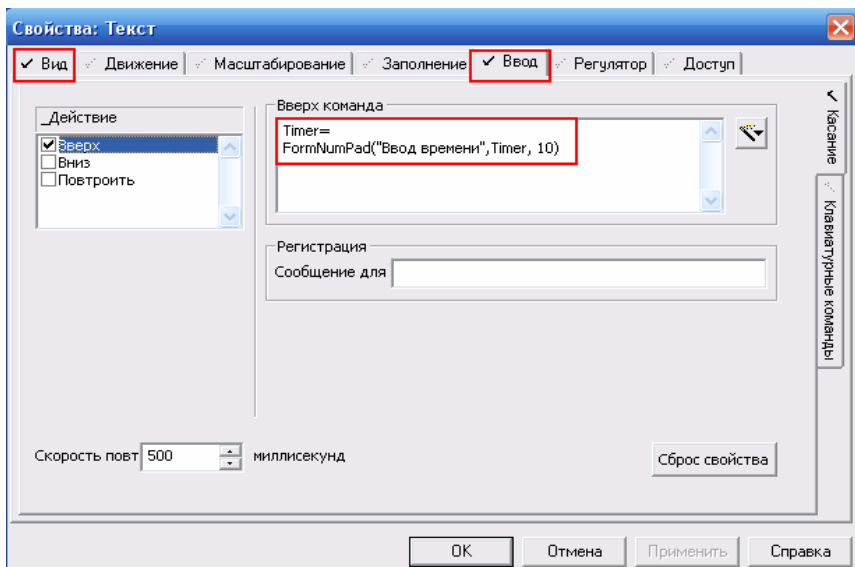 Свойства: Текст
Вид Движение Масштабирование Заполнение Ввод Регулятор Доступ
_Действие
Вверх
Вниз
Повтроить
Вверх команда
Timer=
FormNumPad("Ввод времени",Timer, 10)
Регистрация
Сообщение для
Скорость повт 500 миллисекунд
Сброс свойства
Касание
Клавиатурные команды
OK Отмена Применить Справка